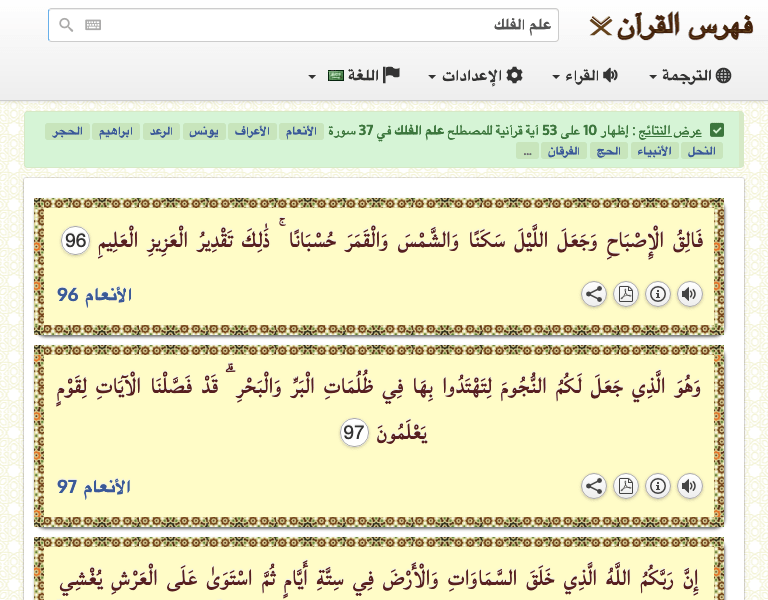 فهرس القرآن
علم الفلك
الترجمة القراء الإعدادات اللغة
عرض النتائج : إظهار 10 على 53 آية قرآنية للمصطلح علم الفلك في 37 سورة الأنعام الأعراف يونس الرعد ابراهيم الحجر
النحل الأنبياء الحج الفرقان ...
فَالِقُ الْإِصْبَاحِ وَجَعَلَ اللَّيْلَ سَكَنًا وَالشَّمْسَ وَالْقَمَرَ حُسْبَانًا ۚ ذَٰلِكَ تَقْدِيرُ الْعَزِيزِ الْعَلِيمِ 96
الأنعام 96
وَهُوَ الَّذِي جَعَلَ لَكُمُ النُّجُومَ لِتَهْتَدُوا بِهَا فِي ظُلُمَاتِ الْبَرِّ وَالْبَحْرِ ۗ قَدْ فَصَّلْنَا الْآيَاتِ لِقَوْمٍ
يَعْلَمُونَ 97
الأنعام 97
إِنَّ رَبَّكُمُ اللَّهُ الَّذِي خَلَقَ السَّمَاوَاتِ وَالْأَرْضَ فِي سِتَّةِ أَيَّامٍ ثُمَّ اسْتَوَىٰ عَلَى الْعَرْشِ يُغْشِي